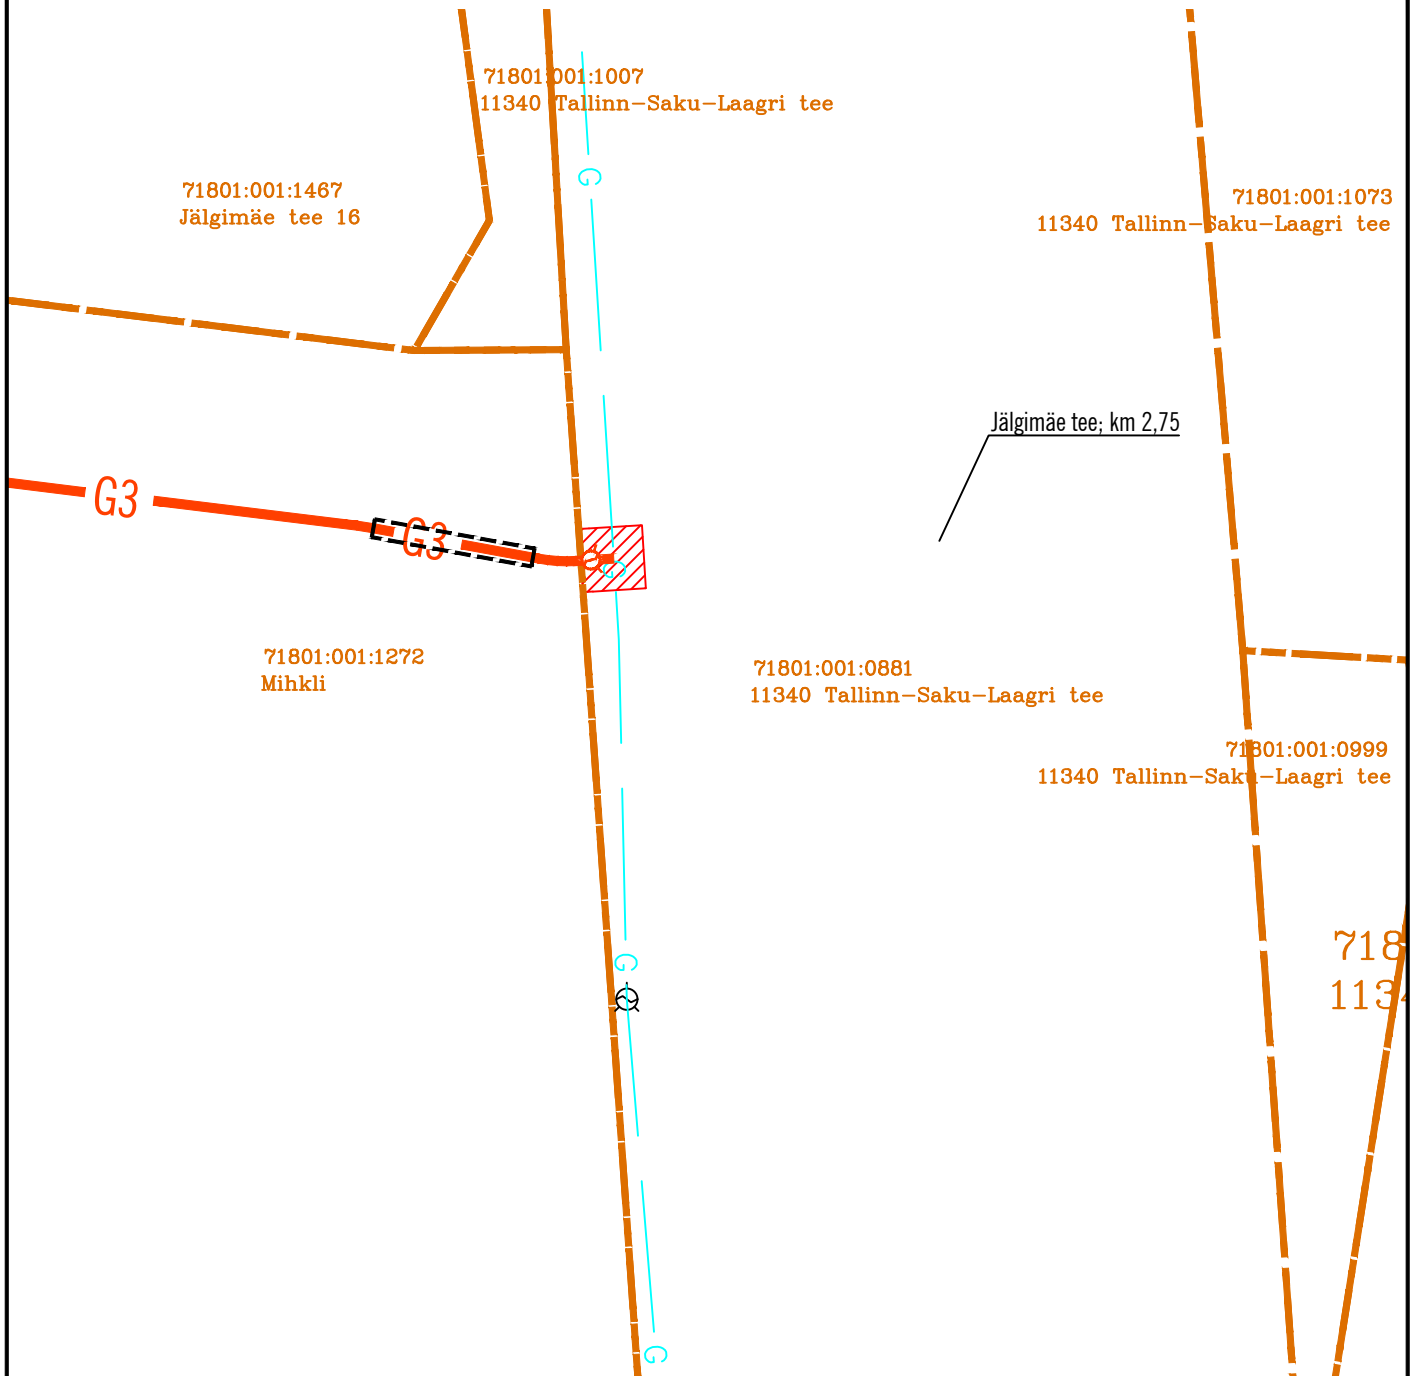 71801:001:1007
11340 Tallinn-Saku-Laagri tee
G
71801:001:1467
Jälgimäe tee 16
71801:001:1073
11340 Tallinn-Saku-Laagri tee
Jälgimäe tee; km 2,75
G3
G3
G
71801:001:1272
Mihkli
71801:001:0881
11340 Tallinn-Saku-Laagri tee
71801:001:0999
11340 Tallinn-Saku-Laagri tee
718
G
113
G